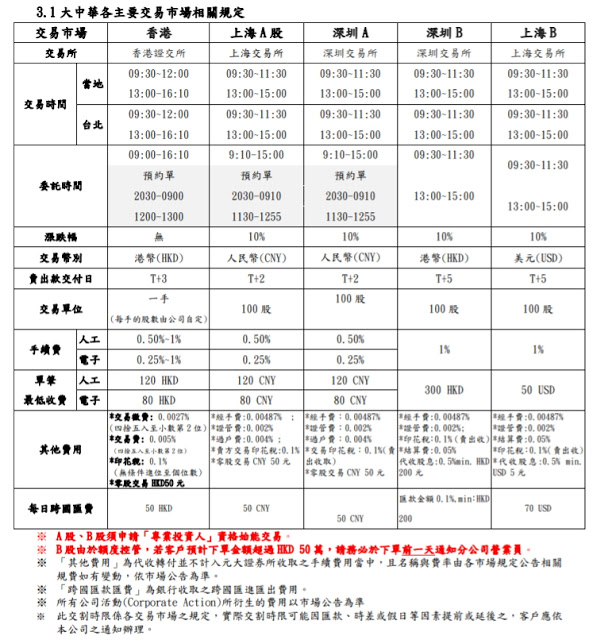 3.1 大中華各主要交易市場相關規定
交易市場 香港 上海 A 股 深圳 A 深圳 B 上海 B
交易所 香港證交所 上海交易所 深圳交易所 深圳交易所 上海交易所
交易時間 當地 09:30~12:00 09:30~11:30 09:30~11:30 09:30~11:30 09:30~11:30
13:00~16:10 13:00~15:00 13:00~15:00 13:00~15:00 13:00~15:00
台北 09:30~12:00 09:30~11:30 09:30~11:30 09:30~11:30 09:30~11:30
13:00~16:10 13:00~15:00 13:00~15:00 13:00~15:00 13:00~15:00
委託時間 09:00~16:10 9:10~15:00 9:10~15:00 09:30~11:30 09:30~11:30
預約單 預約單 預約單
2030~0900 2030~0910 2030~0910 13:00~15:00 13:00~15:00
1200~1300 1130~1255 1130~1255
漲跌幅 無 10% 10% 10% 10%
交易幣別 港幣(HKD) 人民幣(CNY) 人民幣(CNY) 港幣(HKD) 美元(USD)
賣出款交付日 T+3 T+2 T+2 T+5 T+5
交易單位 一手 100 股 100 股 100 股 100 股
(每手的股數由公司自定)
手續費 人工 0.50%~1% 0.50% 0.50% 1% 1%
電子 0.25%~1% 0.25% 0.25%
單筆 人工 120 HKD 120 CNY 120 CNY 300 HKD 50 USD
最低收費 電子 80 HKD 80 CNY 80 CNY
其他費用
*交易徵費: 0.0027%
(四捨五入至小數第 2 位)
*交易費: 0.005%
(四捨五入至小數第 2 位)
*印花稅: 0.1%
(無條件進位至個位數)
*零股交易 HKD50 元
*經手費:0.00487% ;
*證管費:0.002%
*過戶費:0.004% ;
*賣方交易印花稅:0.1%
*零股交易 CNY 50 元
*經手費：0.00487%
*證管費：0.002%
*過戶費：0.004%
*交易印花稅：0.1%(賣出收取)
*零股交易 CNY 50 元
*經手費:0.00487%
*證管費:0.002%;
*印花稅:0.1%(賣出收)
*結算費:0.05%
代收股息:0.5%min. HKD 200 元
*經手費:0.00487%
*證管費:0.002%
*結算費:0.05%
*印花稅:0.1%(賣出收)
*代收股息:0.5% min. USD 5 元
每日跨國匯費 50 HKD 50 CNY 50 CNY 匯款金額 0.1%,min:HKD 200 70 USD
※ A 股、B 股須申請「專業投資人」資格始能交易。
※ B 股由於額度控管，若客戶預計下單金額超過 HKD 50 萬，請務必於下單前一天通知分公司營業員。
※ 「其他費用」為代收轉付並不計入元大證券所收取之手續費用當中，且名稱與費率由各市場規定公告相關
規費如有變動，依市場公告為準。
※ 「跨國匯款匯費」為銀行收取之跨國匯進匯出費用。
※ 所有公司活動(Corporate Action)所衍生的費用以市場公告為準
※ 此交割時限係各交易市場之規定，實際交割時限可能因匯款、時差或假日等因素提前或延後之，客戶應依
本公司之通知辦理。